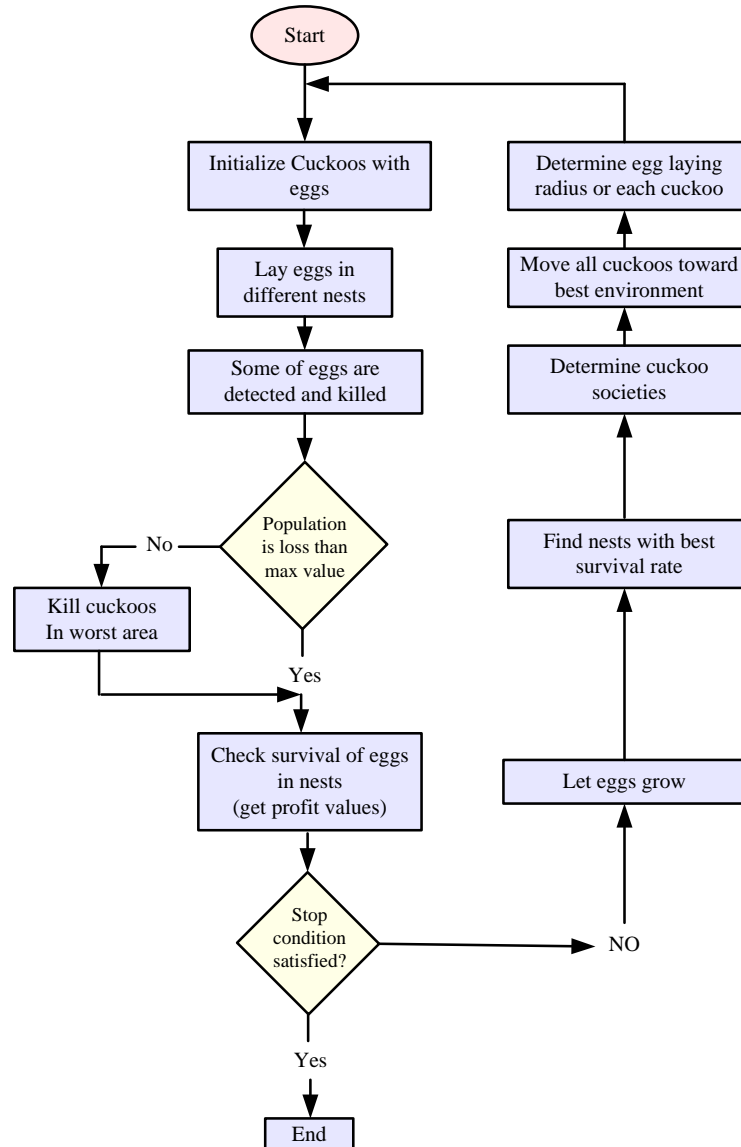 Start
Initialize Cuckoos with
eggs
Lay eggs in
different nests
Some of eggs are
detected and killed
Population
is loss than
max value
No
Kill cuckoos
In worst area
Yes
Check survival of eggs
in nests
(get profit values)
Stop
condition
satisfied?
NO
Yes
End
Let eggs grow
Find nests with best
survival rate
Determine cuckoo
societies
Move all cuckoos toward
best environment
Determine egg laying
radius or each cuckoo